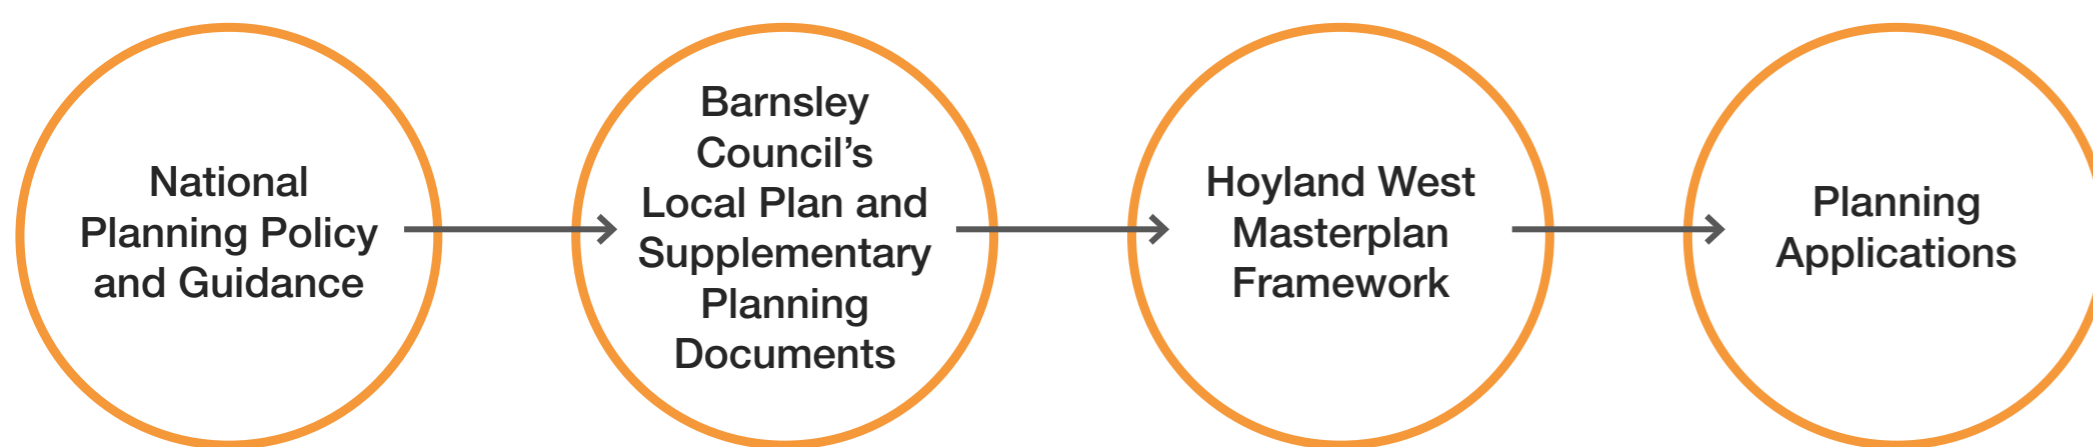 National
Planning Policy
and Guidance
Barnsley
Council’s
Local Plan and
Supplementary
Planning
Documents
Hoyland West
Masterplan
Framework
Planning
Applications